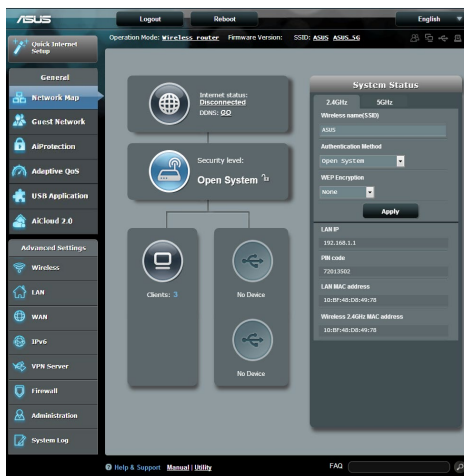 ASUS
Logout
Reboot
English
Quick Internet Setup
Operation Mode: Wireless router Firmware Version: SSID: ASUS ASUS_5G
General
Network Map
Guest Network
AiProtection
Adaptive QoS
USB Application
AiCloud 2.0
Advanced Settings
Wireless
LAN
WAN
IPv6
VPN Server
Firewall
Administration
System Log
Internet status:
Disconnected
DDNS: GO
Security level:
Open System
Clients: 3
No Device
No Device
System Status
2.4GHz 5GHz
Wireless name(SSID)
ASUS
Authentication Method
Open System
WEP Encryption
None
Apply
LAN IP
192.168.1.1
PIN code
72013502
LAN MAC address
10:BF:48:D8:49:78
Wireless 2.4GHz MAC address
10:BF:48:D8:49:78
Help & Support Manual | Utility
FAQ